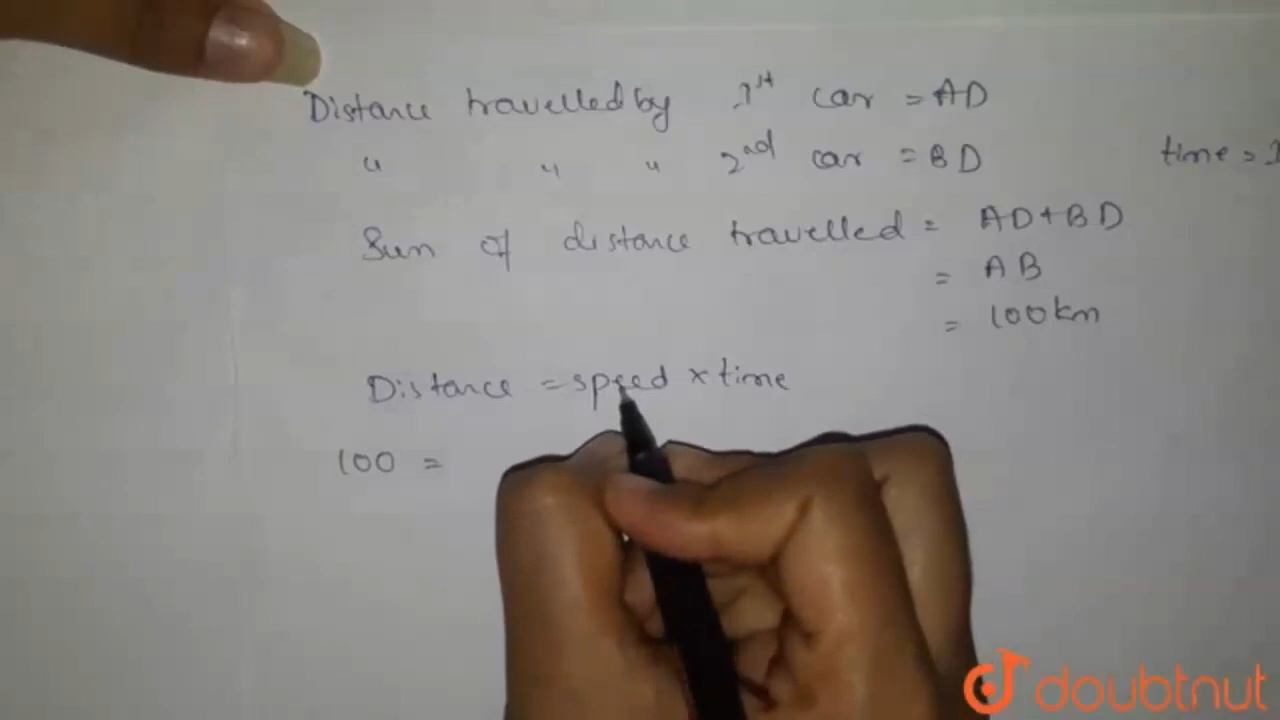 Distance travelled by 1st car = AD
" " " 2nd car = BD time =
Sum of distance travelled = AD+BD
= AB
= 100km
Distance = speed × time
100 =
doubtnut